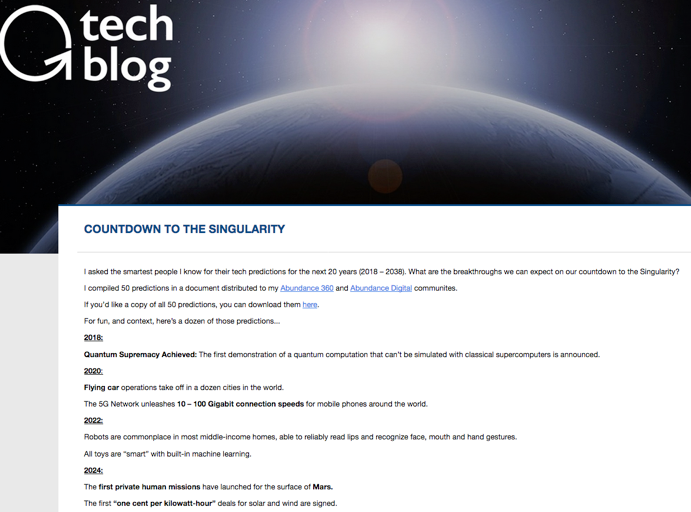 tech
blog
COUNTDOWN TO THE SINGULARITY
I asked the smartest people I know for their tech predictions for the next 20 years (2018 – 2038). What are the breakthroughs we can expect on our countdown to the Singularity?
I compiled 50 predictions in a document distributed to my Abundance 360 and Abundance Digital communites.
If you'd like a copy of all 50 predictions, you can download them here.
For fun, and context, here's a dozen of those predictions...
2018:
Quantum Supremacy Achieved: The first demonstration of a quantum computation that can't be simulated with classical supercomputers is announced.
2020:
Flying car operations take off in a dozen cities in the world.
The 5G Network unleashes 10 – 100 Gigabit connection speeds for mobile phones around the world.
2022:
Robots are commonplace in most middle-income homes, able to reliably read lips and recognize face, mouth and hand gestures.
All toys are “smart” with built-in machine learning.
2024:
The first private human missions have launched for the surface of Mars.
The first “one cent per kilowatt-hour” deals for solar and wind are signed.